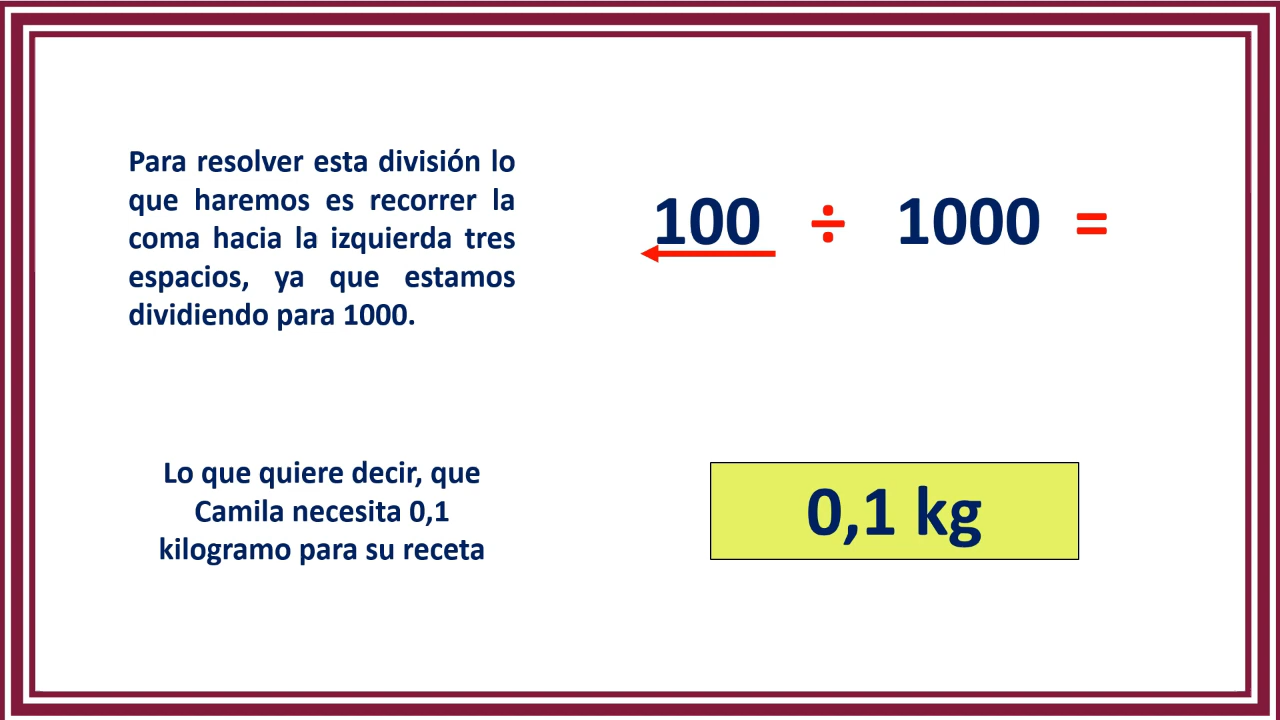 Para resolver esta división lo
que haremos es recorrer la
coma hacia la izquierda tres
espacios, ya que estamos
dividiendo para 1000.
100 ÷ 1000 =
Lo que quiere decir, que
Camila necesita 0,1
kilogramo para su receta
0,1 kg